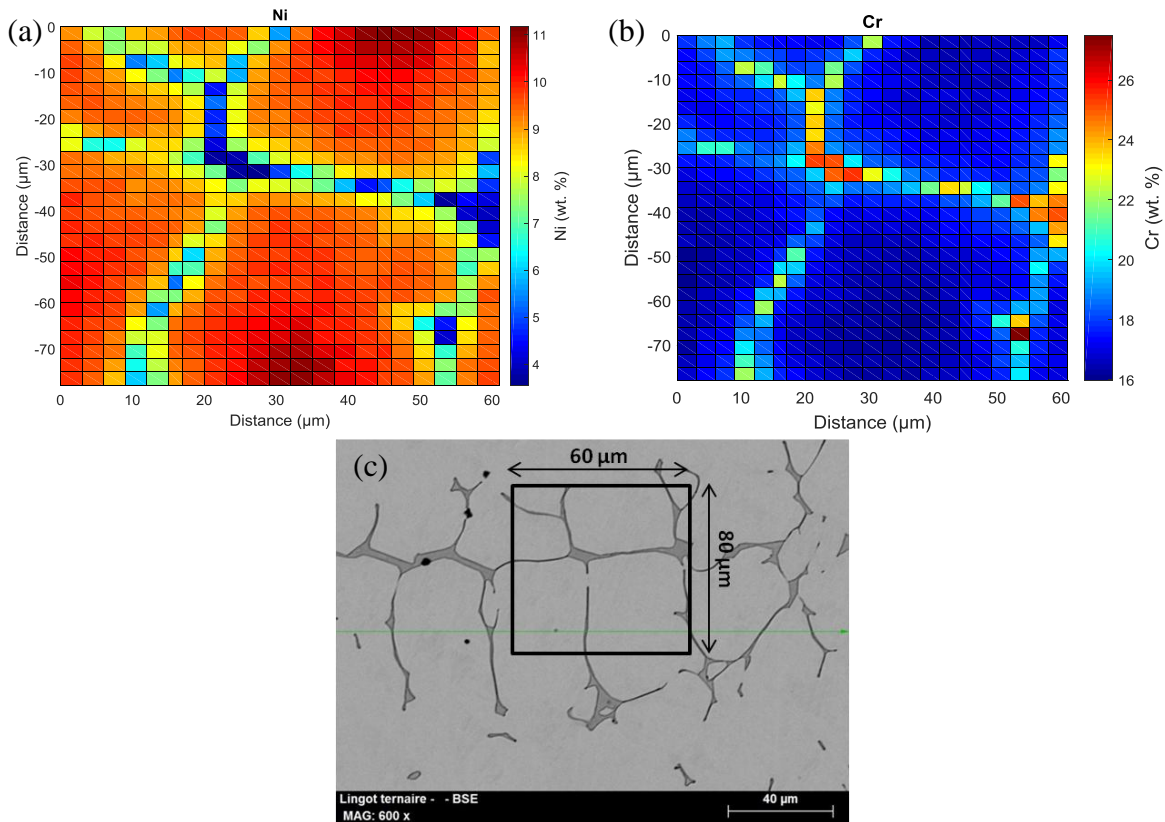 (a)
Ni
0
-10
-20
-30
-40
-50
-60
-70
0 10 20 30 40 50 60
Distance (µm)
Distance (µm)
11
10
9
8
7
6
5
4
Ni (wt. %)
(b)
Cr
0
-10
-20
-30
-40
-50
-60
-70
0 10 20 30 40 50 60
Distance (µm)
Distance (µm)
26
24
22
20
18
16
Cr (wt. %)
(c)
60 µm
80 µm
Lingot ternaire - - BSE
MAG: 600 x
40 µm